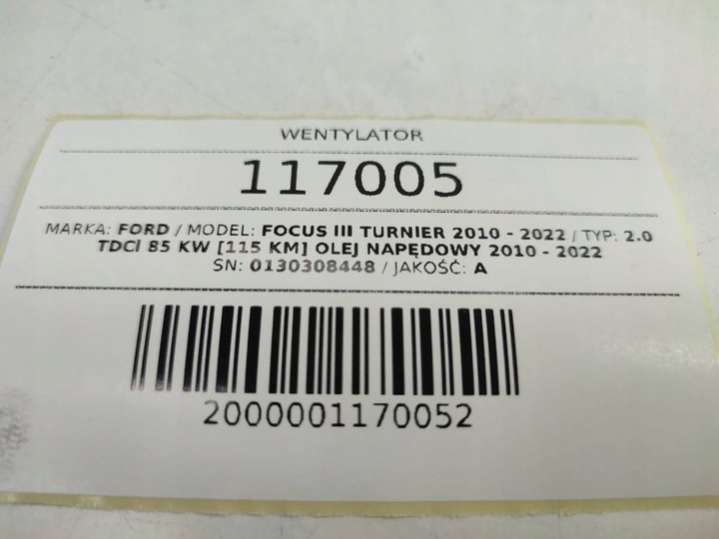 WENTYLATOR
117005
MARKA: FORD / MODEL: FOCUS III TURNIER 2010 - 2022 / TYP: 2.0
TDCI 85 KW [115 KM] OLEJ NAPĘDOWY 2010 - 2022
SN: 0130308448 / JAKOŚĆ: A
2000001170052